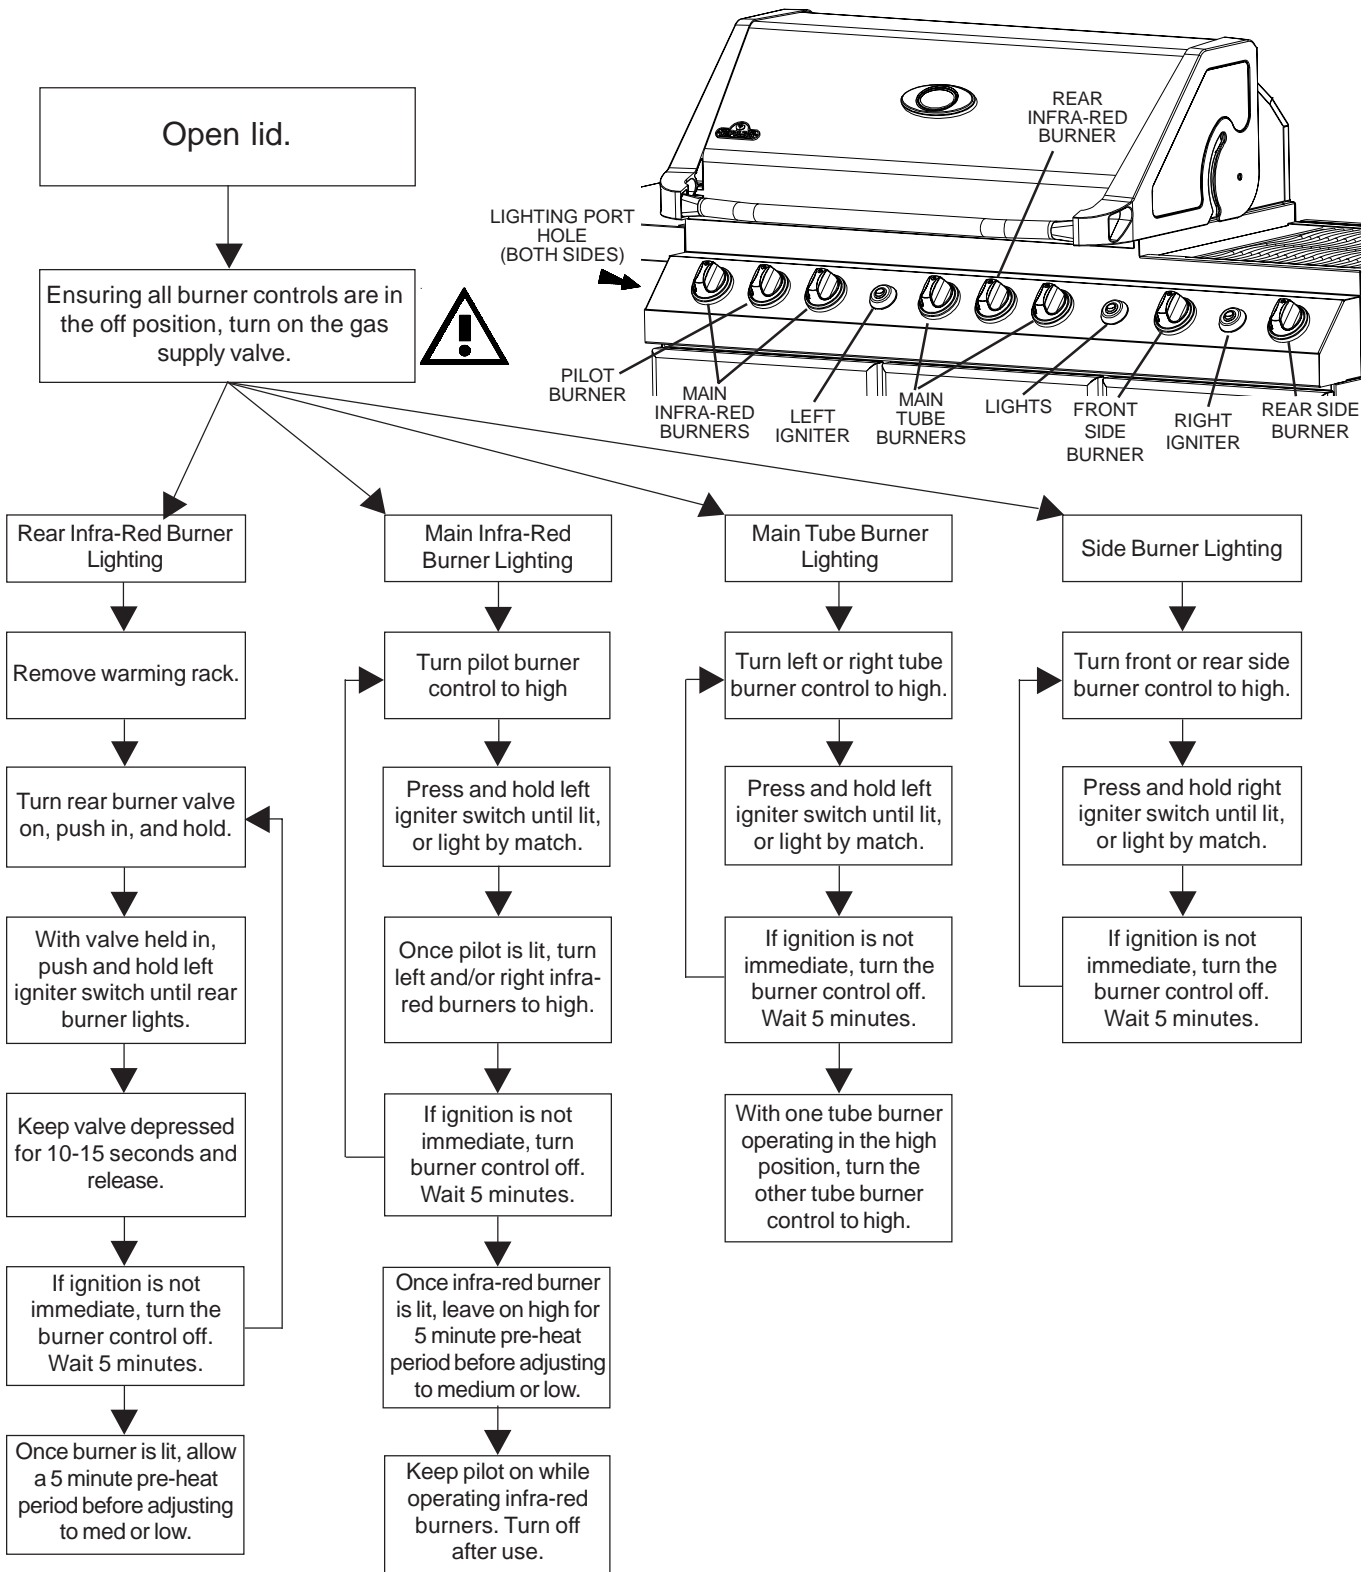 Open lid.
Ensuring all burner controls are in
the off position, turn on the gas
supply valve.
REAR
INFRA-RED
BURNER
LIGHTING PORT
HOLE
(BOTH SIDES)
PILOT
BURNER
MAIN
INFRA-RED
BURNERS
LEFT
IGNITER
MAIN
TUBE
BURNERS
LIGHTS
FRONT
SIDE
BURNER
RIGHT
IGNITER
REAR SIDE
BURNER
Rear Infra-Red Burner
Lighting
Remove warming rack.
Turn rear burner valve
on, push in, and hold.
With valve held in,
push and hold left
igniter switch until rear
burner lights.
Keep valve depressed
for 10-15 seconds and
release.
If ignition is not
immediate, turn the
burner control off.
Wait 5 minutes.
Once burner is lit, allow
a 5 minute pre-heat
period before adjusting
to med or low.
Main Infra-Red
Burner Lighting
Turn pilot burner
control to high
Press and hold left
igniter switch until lit,
or light by match.
Once pilot is lit, turn
left and/or right infra-
red burners to high.
If ignition is not
immediate, turn
burner control off.
Wait 5 minutes.
Once infra-red burner
is lit, leave on high for
5 minute pre-heat
period before adjusting
to medium or low.
Keep pilot on while
operating infra-red
burners. Turn off
after use.
Main Tube Burner
Lighting
Turn left or right tube
burner control to high.
Press and hold left
igniter switch until lit,
or light by match.
If ignition is not
immediate, turn the
burner control off.
Wait 5 minutes.
With one tube burner
operating in the high
position, turn the
other tube burner
control to high.
Side Burner Lighting
Turn front or rear side
burner control to high.
Press and hold right
igniter switch until lit,
or light by match.
If ignition is not
immediate, turn the
burner control off.
Wait 5 minutes.